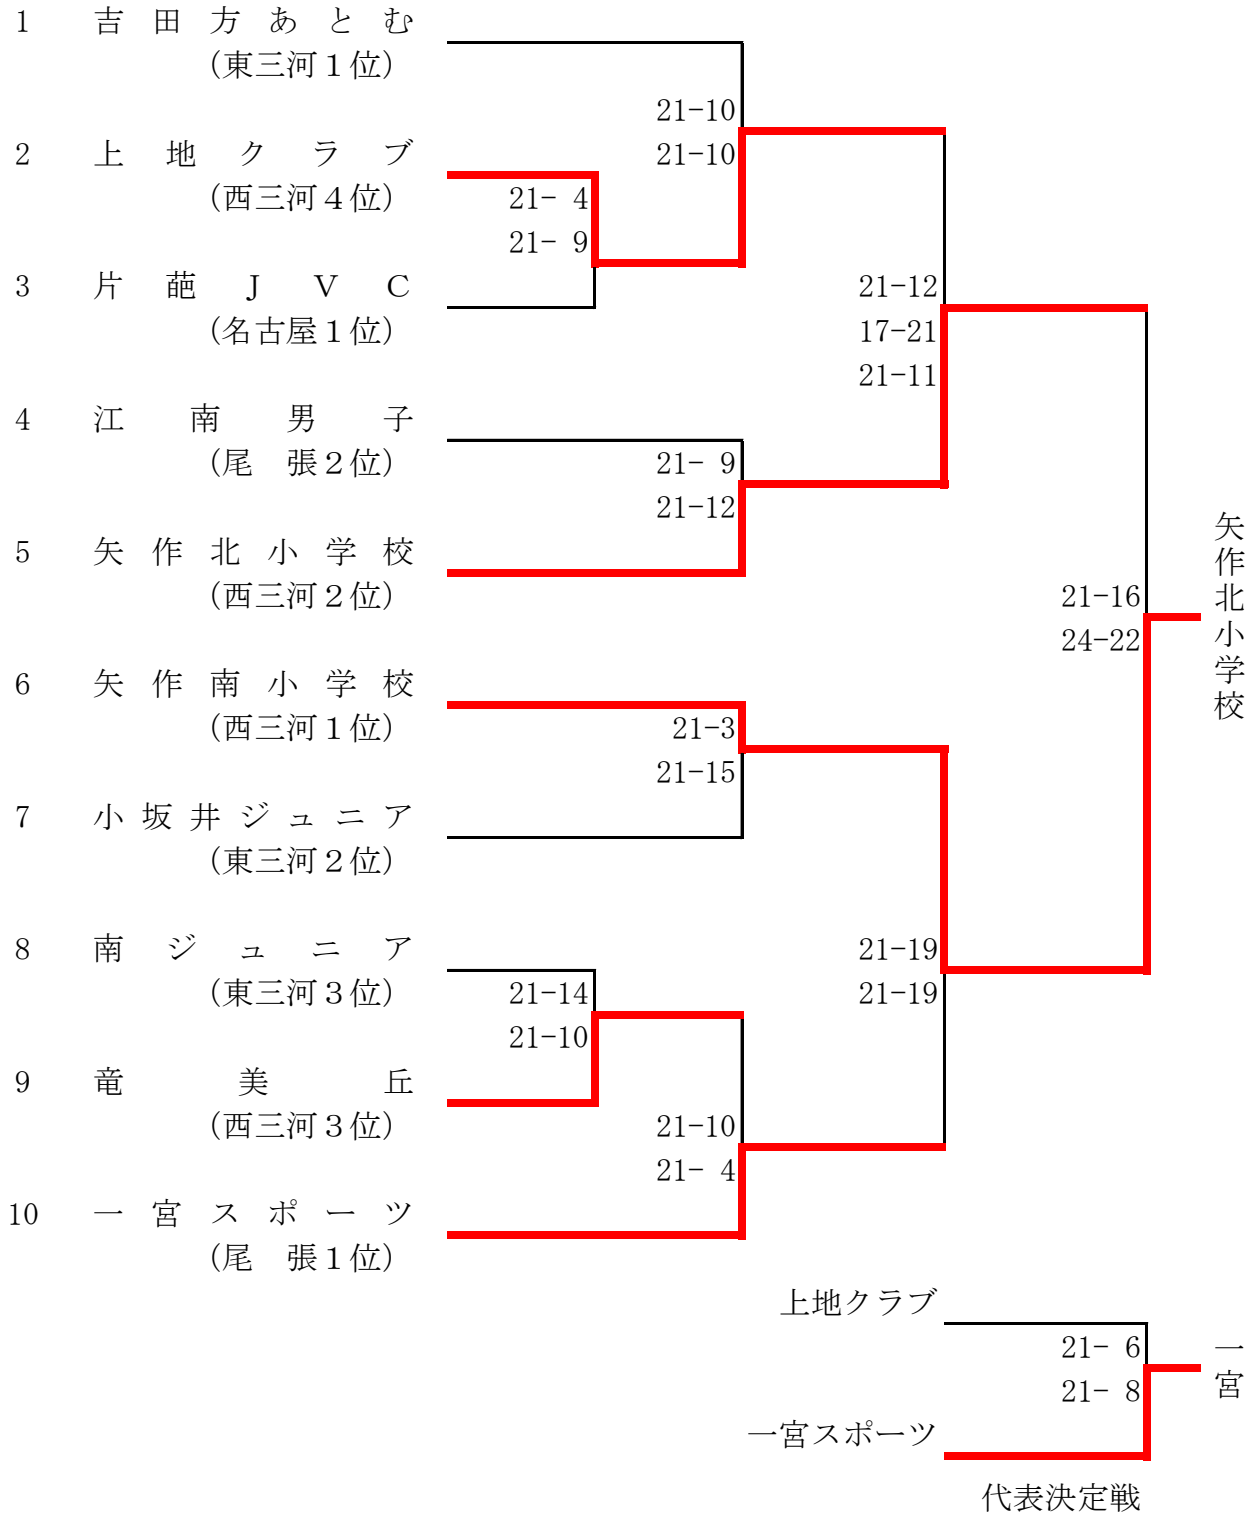 1 吉田方あとむ
(東三河１位)
21-10
2 上地クラブ
21-10
(西三河４位)
21- 4
21- 9
3 片葩ＪＶＣ
21-12
(名古屋１位)
17-21
21-11
4 江南男子
(尾　張２位)
21- 9
21-12
5 矢作北小学校
(西三河２位)
21-16
24-22
矢作北小学校
6 矢作南小学校
(西三河１位)
21-3
21-15
7 小坂井ジュニア
(東三河２位)
8 南ジュニア
21-19
(東三河３位)
21-14
21-19
21-10
9 竜美丘
(西三河３位)
21-10
21- 4
10 一宮スポーツ
(尾　張１位)
上地クラブ
21- 6
21- 8
一宮
一宮スポーツ
代表決定戦